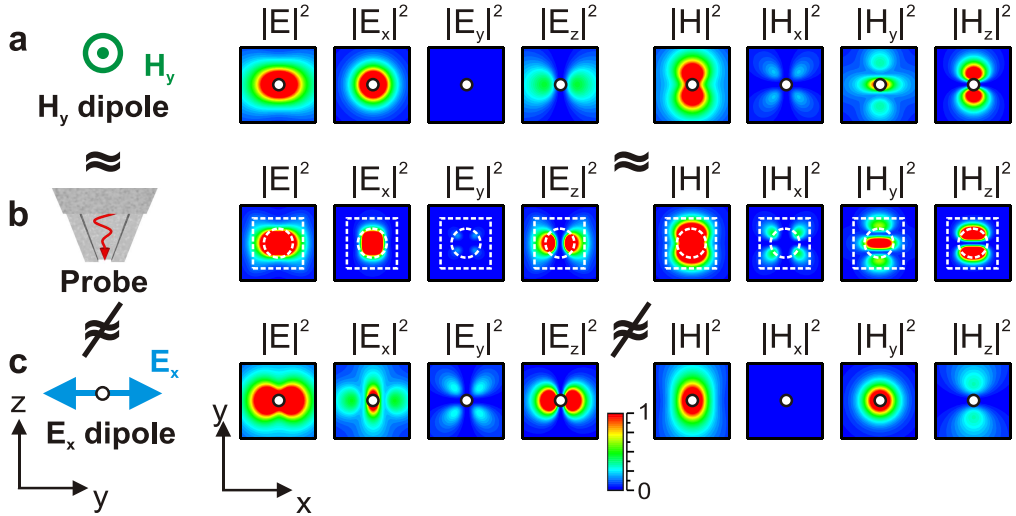 a
H_y
H_y dipole
|E|² |E_x|² |E_y|² |E_z|² |H|² |H_x|² |H_y|² |H_z|²
≈ ≈
b
Probe
|E|² |E_x|² |E_y|² |E_z|² |H|² |H_x|² |H_y|² |H_z|²
≉ ≉
c
E_x
E_x dipole
|E|² |E_x|² |E_y|² |E_z|² |H|² |H_x|² |H_y|² |H_z|²
z
y
y
x
1
0